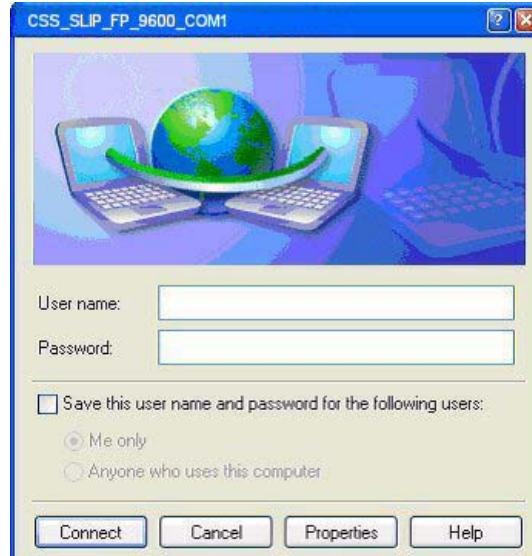 CSS_SLIP_FP_9600_COM1
User name:
Password:
Save this user name and password for the following users:
Me only
Anyone who uses this computer
Connect Cancel Properties Help